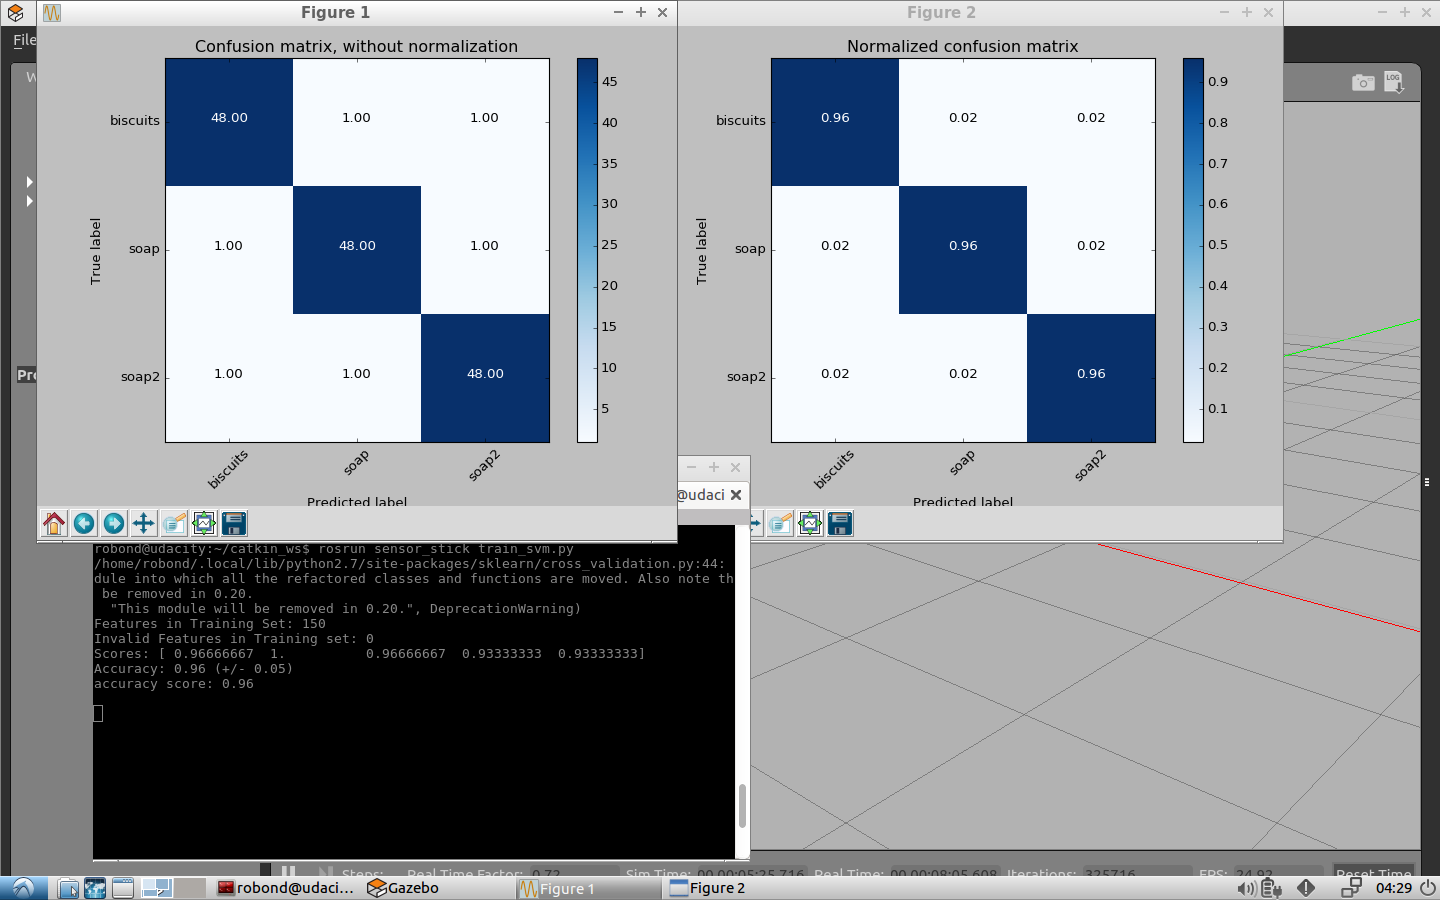 Figure 1
Figure 2
File
W
LOG
Confusion matrix, without normalization
biscuits
soap
soap2
True label
48.00 1.00 1.00
1.00 48.00 1.00
1.00 1.00 48.00
biscuits soap soap2
Predicted label
45
40
35
30
25
20
15
10
5
Normalized confusion matrix
biscuits
soap
soap2
True label
0.96 0.02 0.02
0.02 0.96 0.02
0.02 0.02 0.96
biscuits soap soap2
Predicted label
0.9
0.8
0.7
0.6
0.5
0.4
0.3
0.2
0.1
Pro
@udaci
robond@udacity:~/catkin_ws$ rosrun sensor_stick train_svm.py
/home/robond/.local/lib/python2.7/site-packages/sklearn/cross_validation.py:44:
dule into which all the refactored classes and functions are moved. Also note th
be removed in 0.20.
"This module will be removed in 0.20.", DeprecationWarning)
Features in Training Set: 150
Invalid Features in Training set: 0
Scores: [ 0.96666667 1. 0.96666667 0.93333333 0.93333333]
Accuracy: 0.96 (+/- 0.05)
accuracy score: 0.96
Steps: Real Time Factor: 0.72 Sim Time: 00 00:05:25.716 Real Time: 00 00:08:05.608 Iterations: 325716 FPS: 24.92 Reset Time
robond@udaci... Gazebo Figure 1 Figure 2 04:29